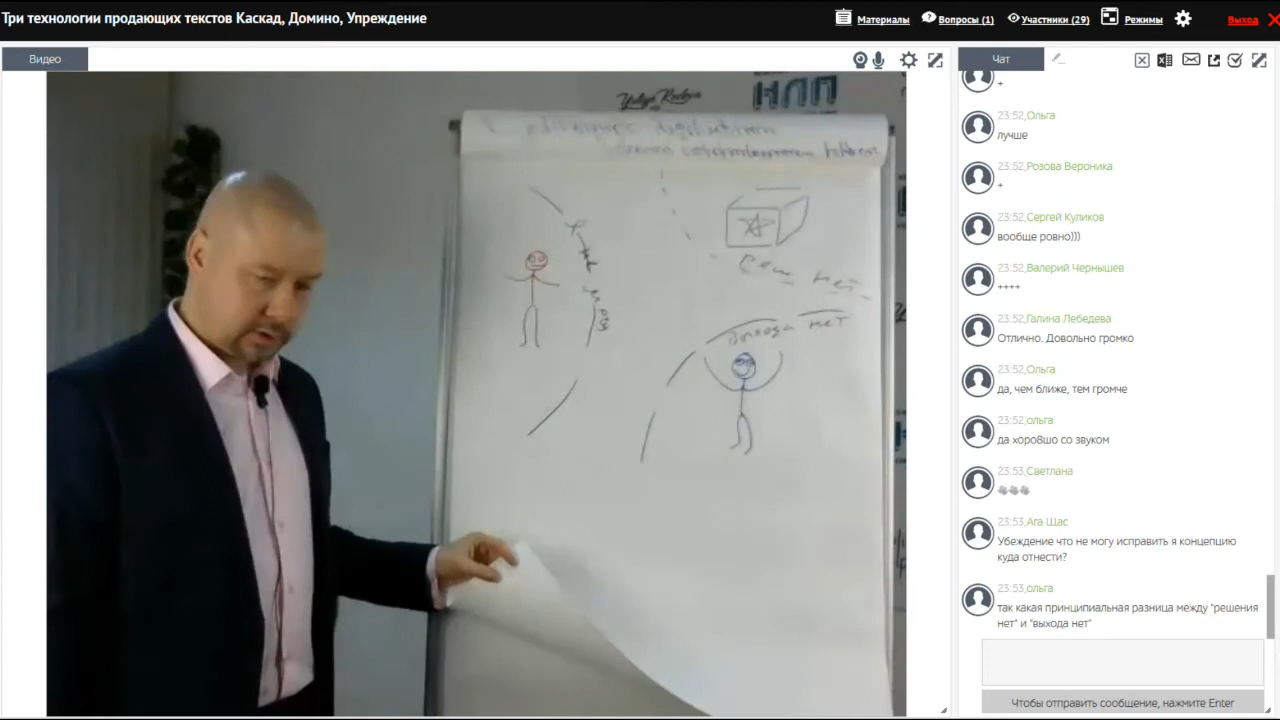 Три технологии продающих текстов Каскад, Домино, Упреждение
Материалы
Вопросы (1)
Участники (29)
Режимы
Выход
Видео
Чат
НЛП
Реш нет
Выхода нет
+
23:52,Ольга
лучше
23:52,Розова Вероника
+
23:52,Сергей Куликов
вообще ровно)))
23:52,Валерий Чернышев
++++
23:52,Галина Лебедева
Отлично. Довольно громко
23:52,Ольга
да, чем ближе, тем громче
23:52,ольга
да хоро8шо со звуком
23:53,Светлана
23:53,Ага Щас
Убеждение что не могу исправить я концепцию
куда отнести?
23:53,ольга
так какая принципиальная разница между "решения
нет" и "выхода нет"
Чтобы отправить сообщение, нажмите Enter